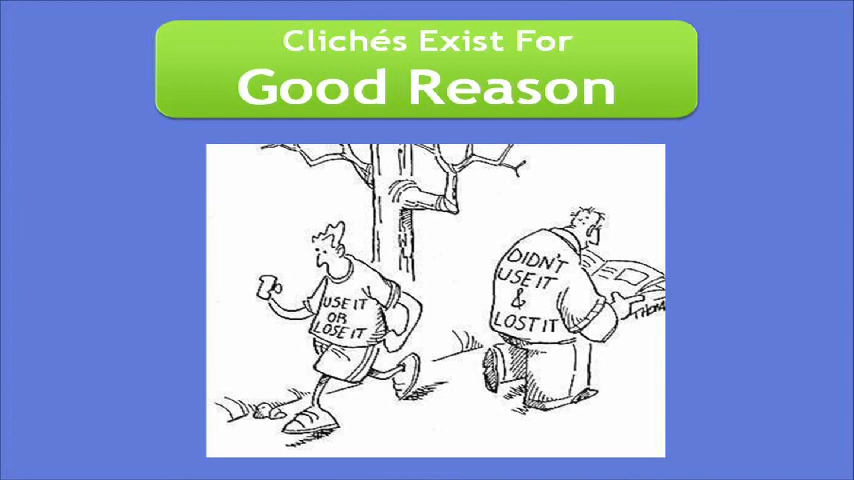 Clichés Exist For
Good Reason
USE IT
OR
LOSE IT
DIDN'T
USE IT
&
LOST IT